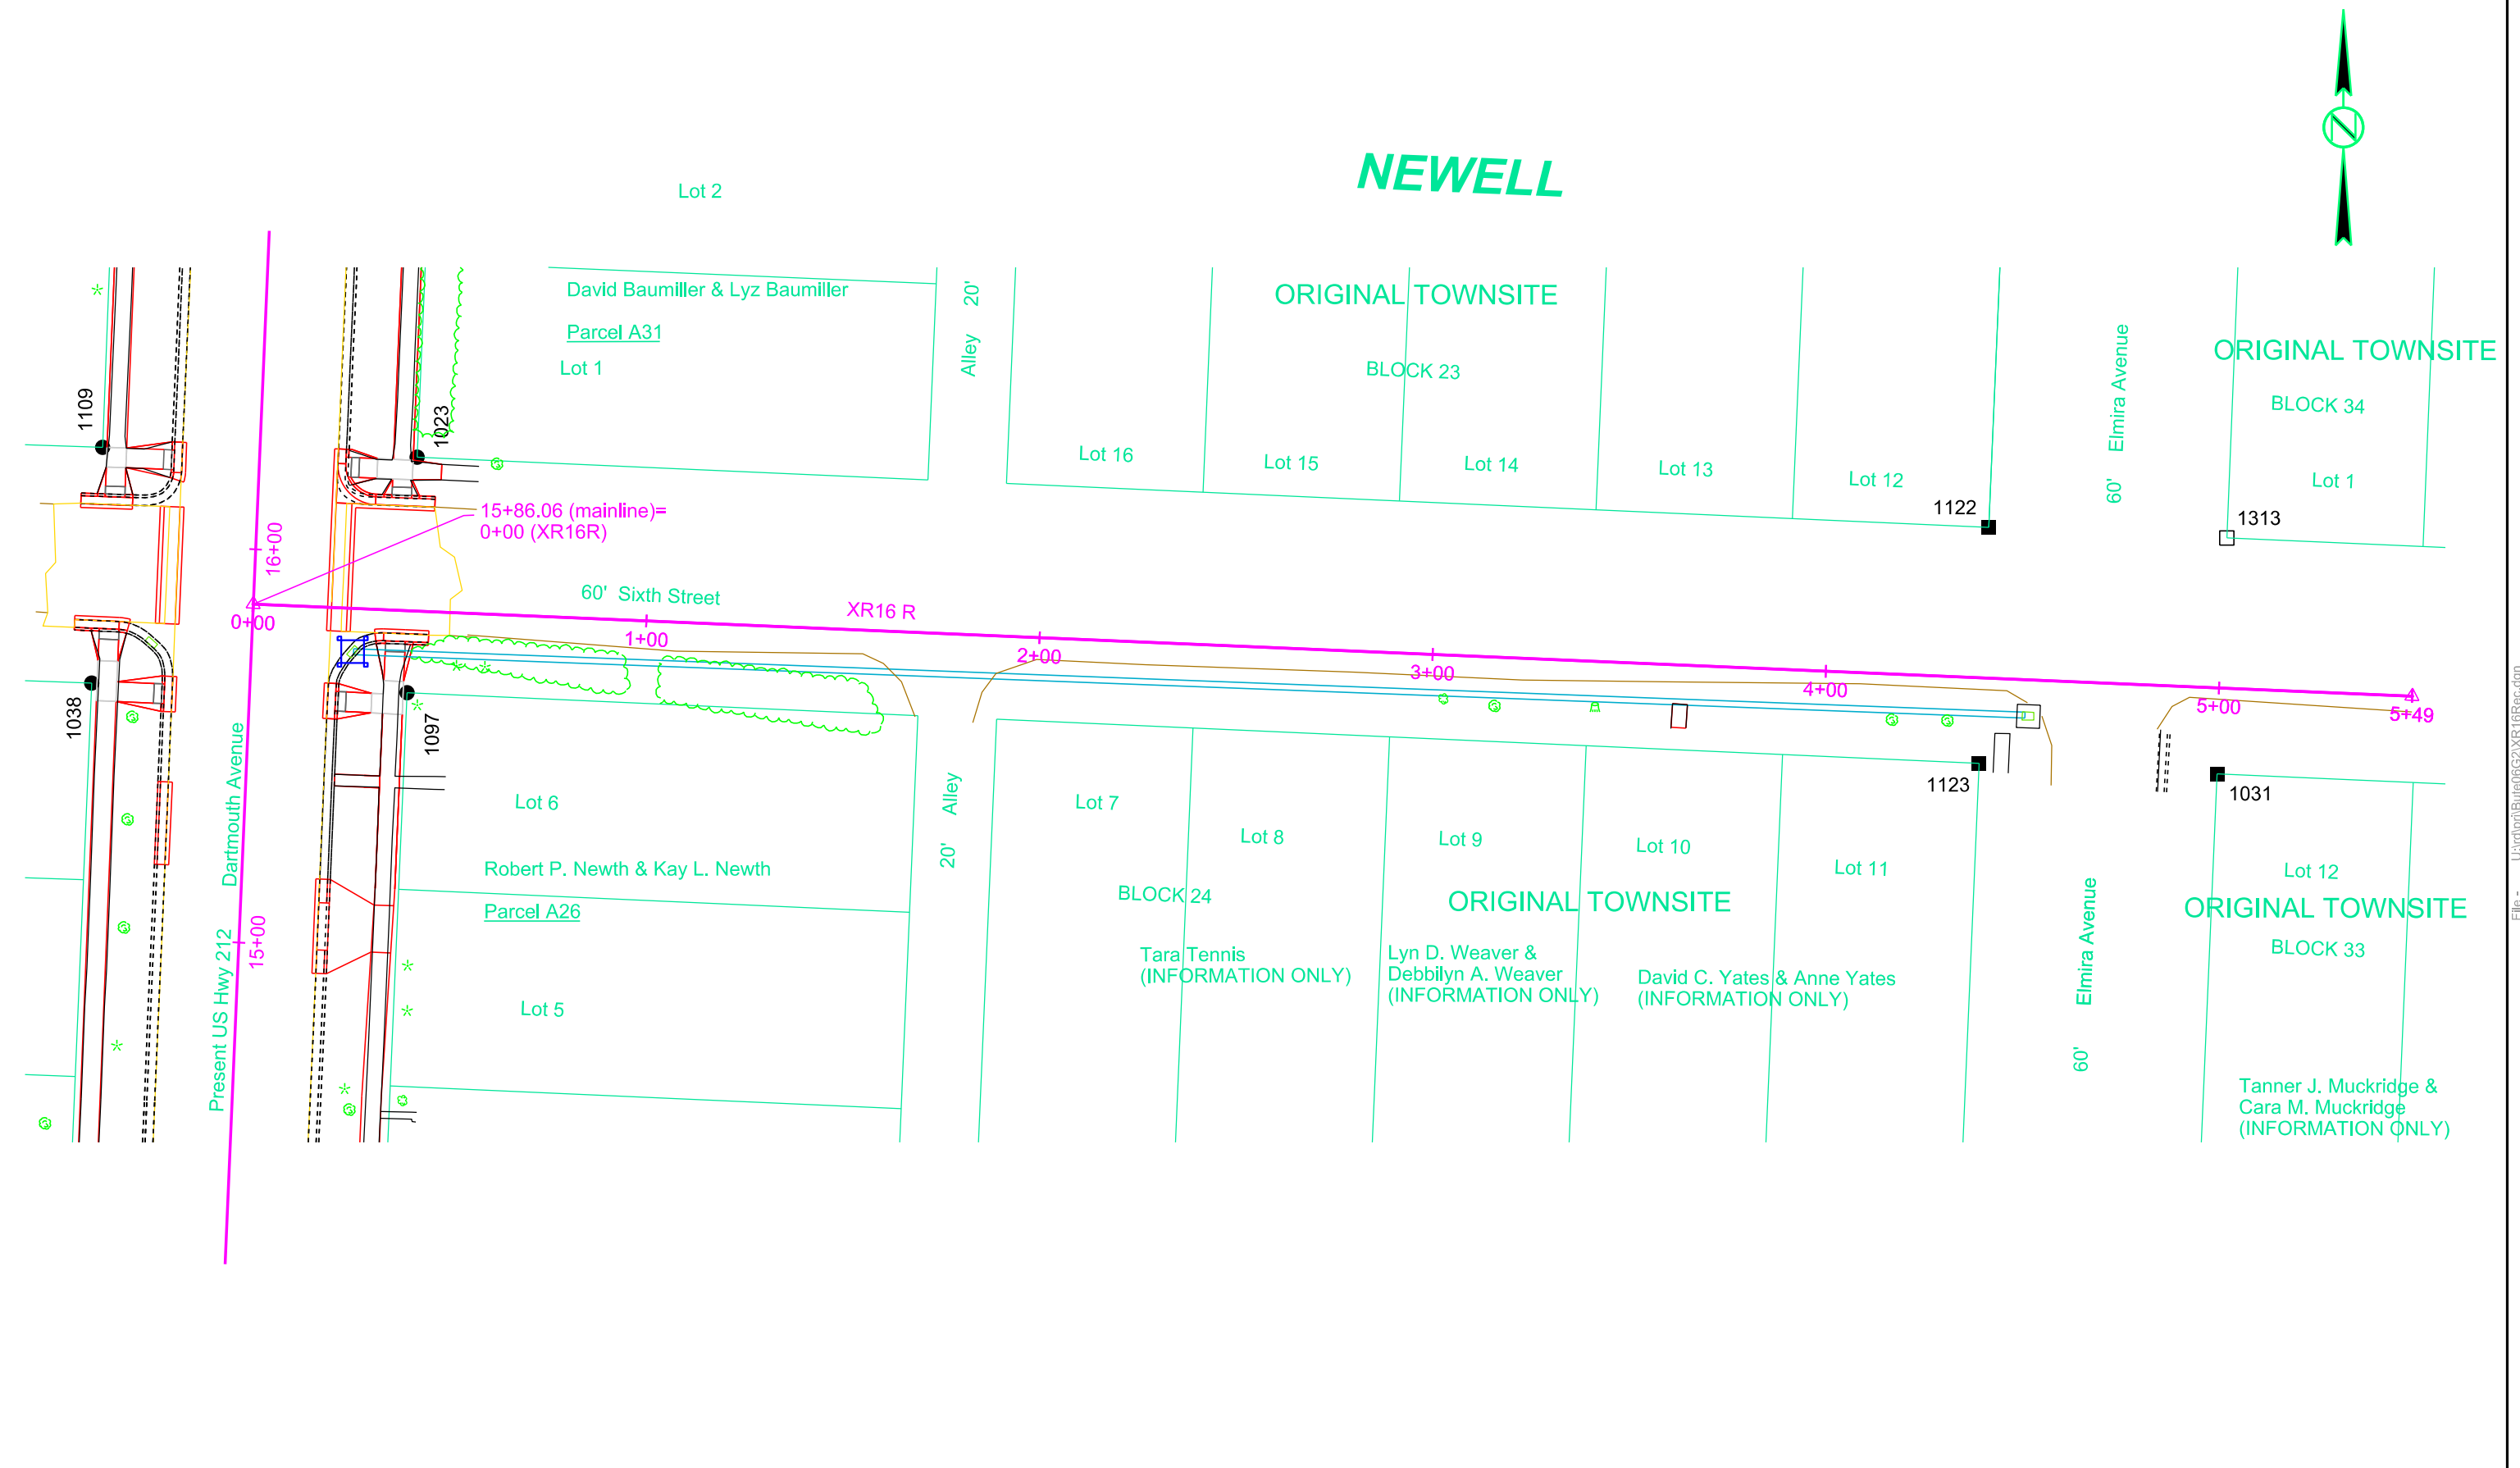 NEWELL
Lot 2
David Baumiller & Lyz Baumiller
Parcel A31
Lot 1
Alley 20'
ORIGINAL TOWNSITE
BLOCK 23
Lot 16
Lot 15
Lot 14
Lot 13
Lot 12
1122
60' Elmira Avenue
ORIGINAL TOWNSITE
BLOCK 34
Lot 1
1313
1109
1023
15+86.06 (mainline)=
0+00 (XR16R)
16+00
60' Sixth Street
XR16 R
0+00
1+00
2+00
3+00
4+00
5+00
5+49
1038
1097
Present US Hwy 212 Dartmouth Avenue
15+00
Lot 6
Robert P. Newth & Kay L. Newth
Parcel A26
Lot 5
20' Alley
Lot 7
Lot 8
Lot 9
Lot 10
Lot 11
1123
BLOCK 24
ORIGINAL TOWNSITE
Tara Tennis
(INFORMATION ONLY)
Lyn D. Weaver &
Debbilyn A. Weaver
(INFORMATION ONLY)
David C. Yates & Anne Yates
(INFORMATION ONLY)
60' Elmira Avenue
1031
Lot 12
ORIGINAL TOWNSITE
BLOCK 33
Tanner J. Muckridge &
Cara M. Muckridge
(INFORMATION ONLY)
N
File - U:\rd\prj\Bute06G2\XR16Rec.dgn